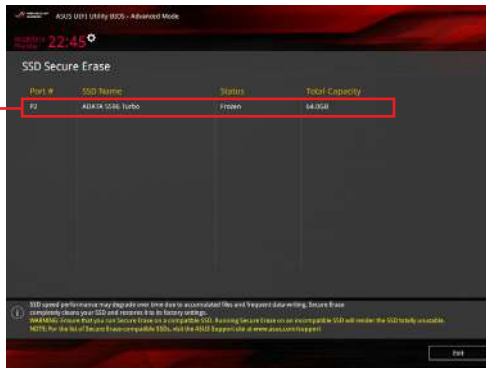 ASUS UEFI Utility BIOS - Advanced Mode
22:45
SSD Secure Erase
Port # SSD Name Status Total Capacity
P2 ADATA S596 Turbo Frozen 64.0GB
SSD speed performance may degrade over time due to accumulated files and frequent data writing. Secure Erase
completely cleans your SSD and restores it to its factory settings.
WARNING: Ensure that you run Secure Erase on a compatible SSD. Running Secure Erase on an incompatible SSD will render the SSD totally unusable.
NOTE: For the list of Secure Erase-compatible SSDs, visit the ASUS Support site at www.asus.com/support
Exit